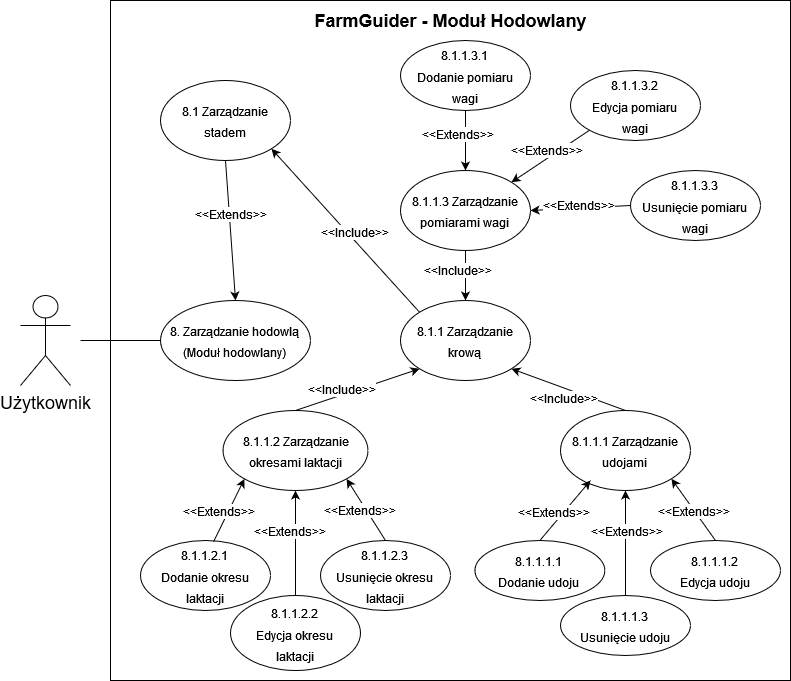 FarmGuider - Moduł Hodowlany
8.1.1.3.1
Dodanie pomiaru
wagi
8.1.1.3.2
Edycja pomiaru
wagi
8.1 Zarządzanie
stadem
<<Extends>>
<<Extends>>
8.1.1.3 Zarządzanie
pomiarami wagi
<<Extends>>
8.1.1.3.3
Usunięcie pomiaru
wagi
<<Extends>>
<<Include>>
<<Include>>
8. Zarządzanie hodowlą
(Moduł hodowlany)
8.1.1 Zarządzanie
krową
Użytkownik
<<Include>>
<<Include>>
8.1.1.2 Zarządzanie
okresami laktacji
8.1.1.1 Zarządzanie
udojami
<<Extends>>
<<Extends>>
<<Extends>>
<<Extends>>
<<Extends>>
<<Extends>>
8.1.1.2.1
Dodanie okresu
laktacji
8.1.1.2.3
Usunięcie okresu
laktacji
8.1.1.1.1
Dodanie udoju
8.1.1.1.2
Edycja udoju
8.1.1.2.2
Edycja okresu
laktacji
8.1.1.1.3
Usunięcie udoju